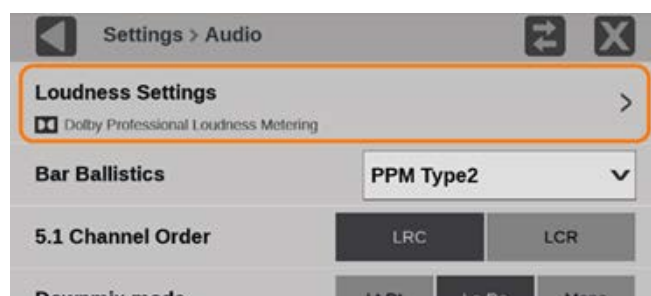 Settings > Audio
Loudness Settings
Dolby Professional Loudness Metering
Bar Ballistics PPM Type2
5.1 Channel Order LRC LCR